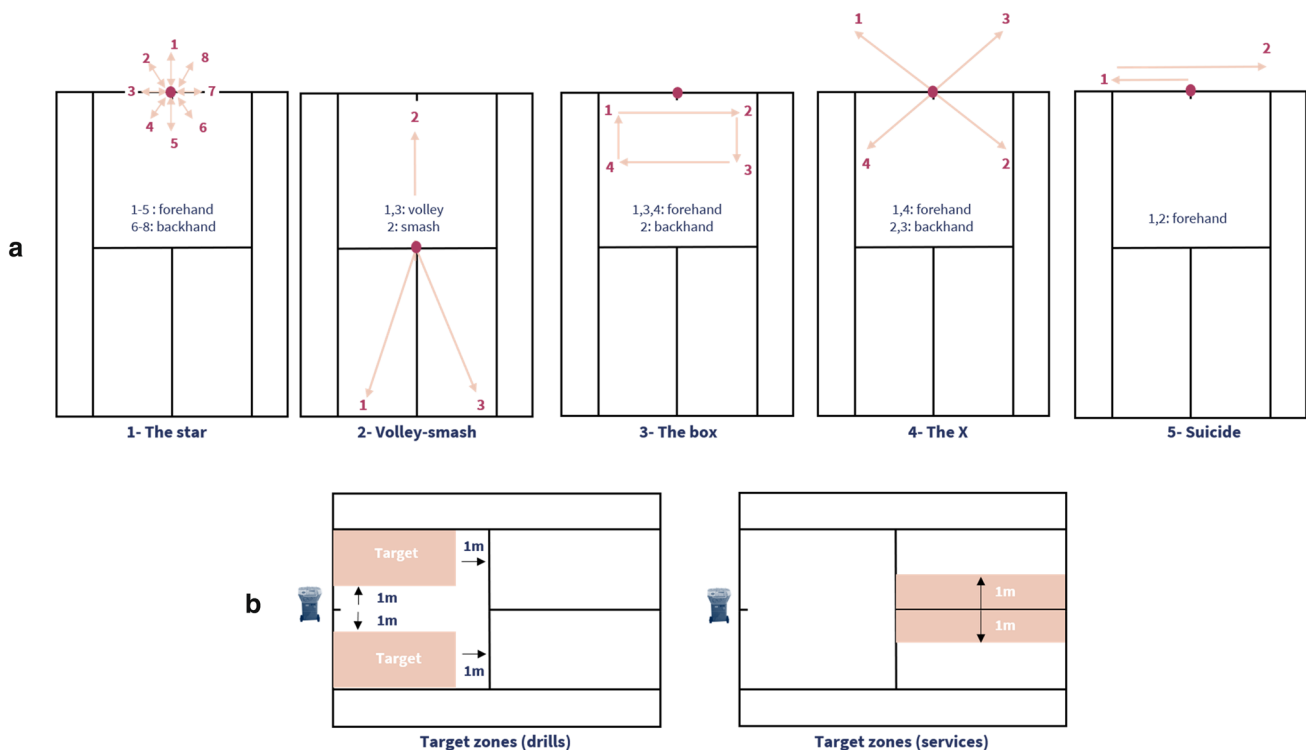 a
1
2
8
3
7
4
6
5
1-5 : forehand
6-8: backhand
1- The star
2
1,3: volley
2: smash
1
3
2- Volley-smash
1
2
4
3
1,3,4: forehand
2: backhand
3- The box
1
3
4
2
1,4: forehand
2,3: backhand
4- The X
2
1
1,2: forehand
5- Suicide
b
Target
1m
1m
1m
Target
1m
Target zones (drills)
1m
1m
Target zones (services)